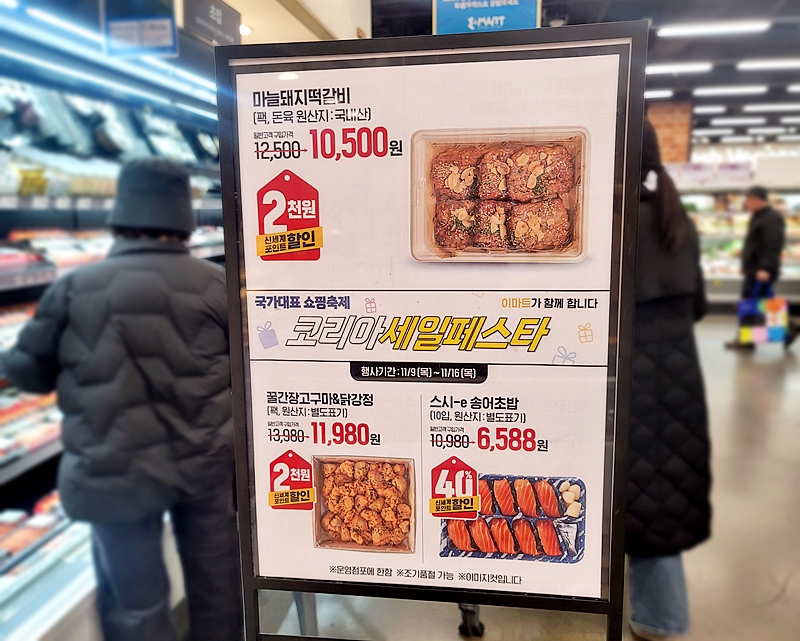 E·MART
마늘돼지떡갈비
(팩, 돈육 원산지:국내산)
일반고객 구입가격
12,500→10,500원
2천원
신세계
포인트 할인
국가대표 쇼핑축제
이마트가 함께 합니다
코리아세일페스타
행사기간 : 11/9(목)~11/16(목)
꿀간장고구마&닭강정
(팩, 원산지:별도표기)
일반고객 구입가격
13,980→11,980원
2천원
신세계
포인트 할인
스시-e 송어초밥
(10입, 원산지:별도표기)
일반고객 구입가격
10,980→6,588원
40%
신세계
포인트 할인
※운영점포에 한함 ※조기품절 가능 ※이미지컷입니다